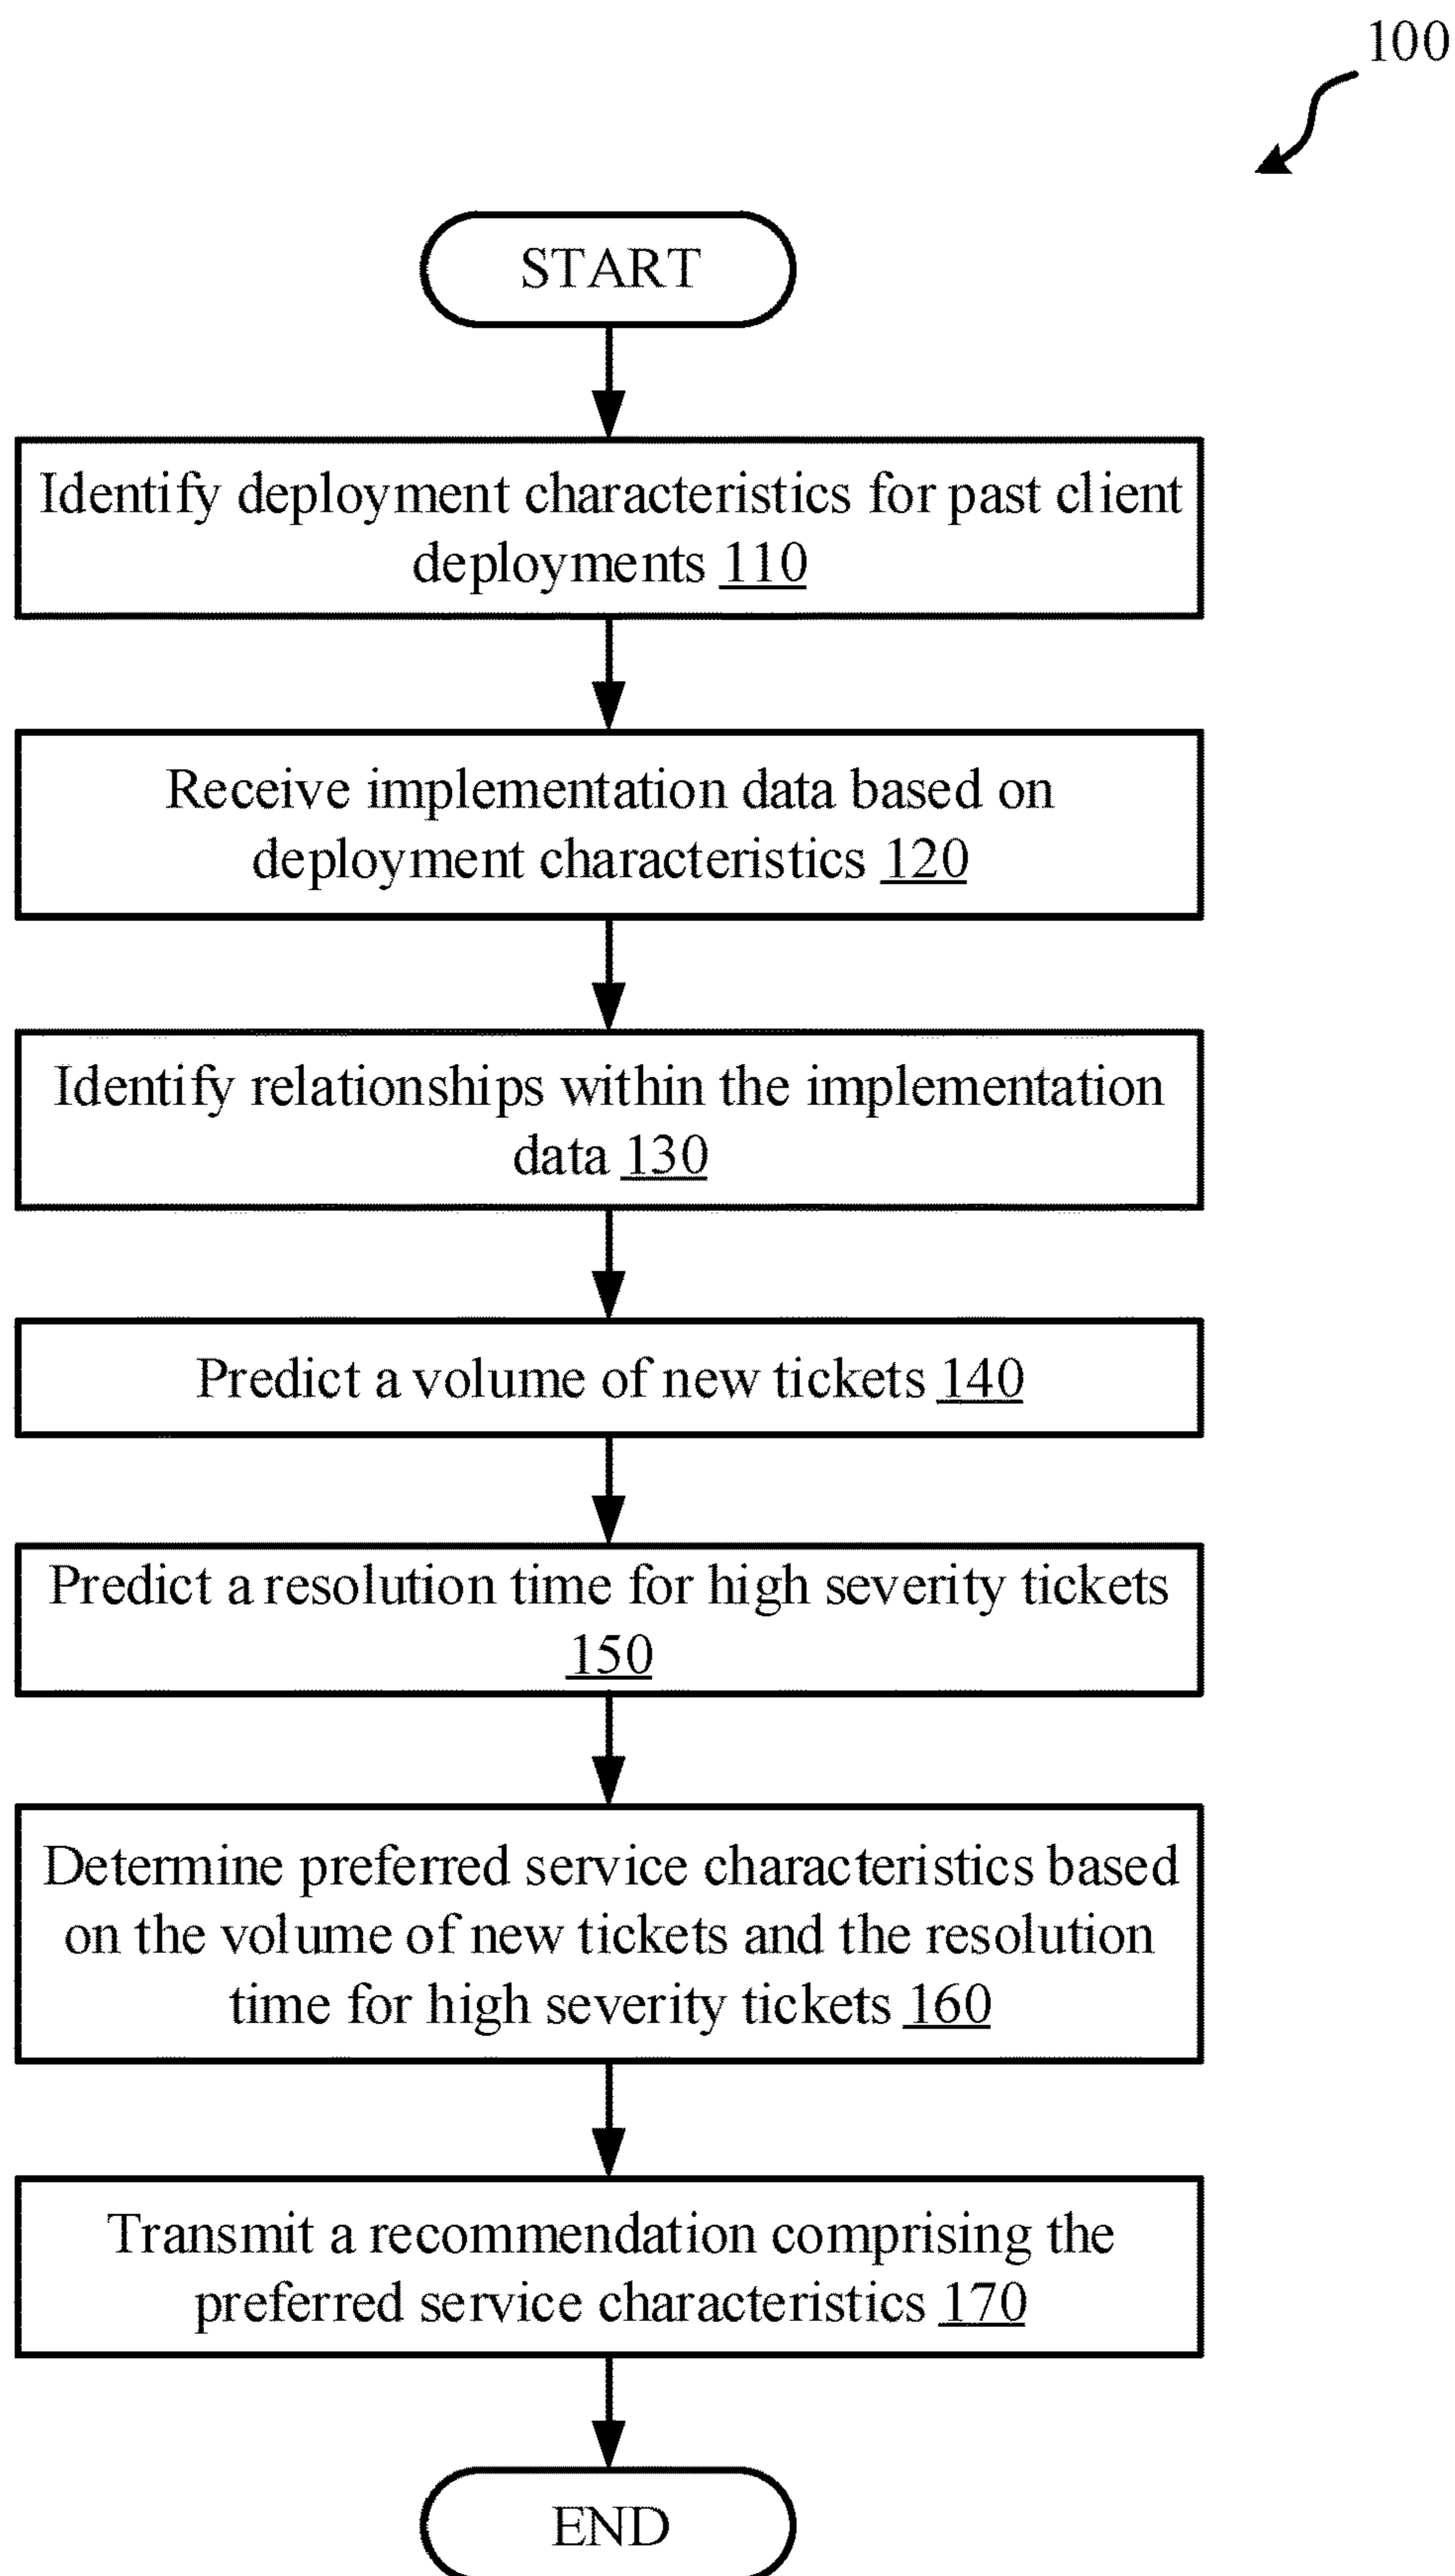 100
START
Identify deployment characteristics for past client
deployments 110
Receive implementation data based on
deployment characteristics 120
Identify relationships within the implementation
data 130
Predict a volume of new tickets 140
Predict a resolution time for high severity tickets
150
Determine preferred service characteristics based
on the volume of new tickets and the resolution
time for high severity tickets 160
Transmit a recommendation comprising the
preferred service characteristics 170
END